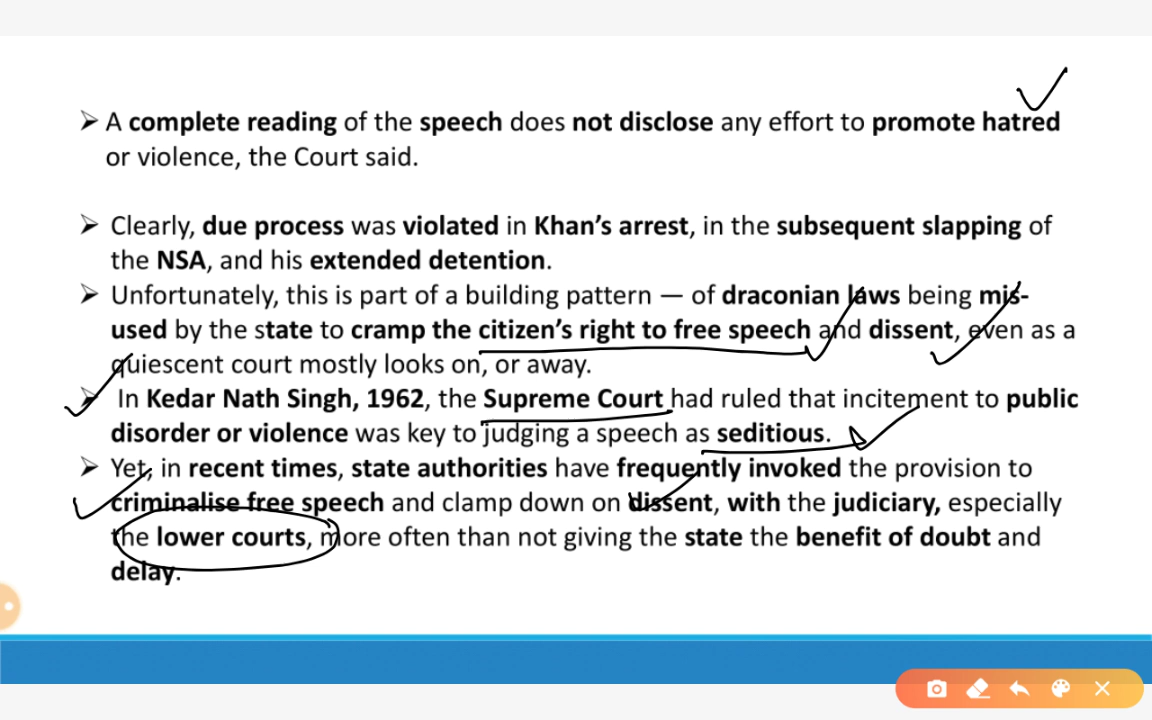 ➢ A complete reading of the speech does not disclose any effort to promote hatred
or violence, the Court said.
➢ Clearly, due process was violated in Khan’s arrest, in the subsequent slapping of
the NSA, and his extended detention.
➢ Unfortunately, this is part of a building pattern — of draconian laws being mis-
used by the state to cramp the citizen’s right to free speech and dissent, even as a
quiescent court mostly looks on, or away.
➢ In Kedar Nath Singh, 1962, the Supreme Court had ruled that incitement to public
disorder or violence was key to judging a speech as seditious.
➢ Yet, in recent times, state authorities have frequently invoked the provision to
criminalise free speech and clamp down on dissent, with the judiciary, especially
the lower courts, more often than not giving the state the benefit of doubt and
delay.